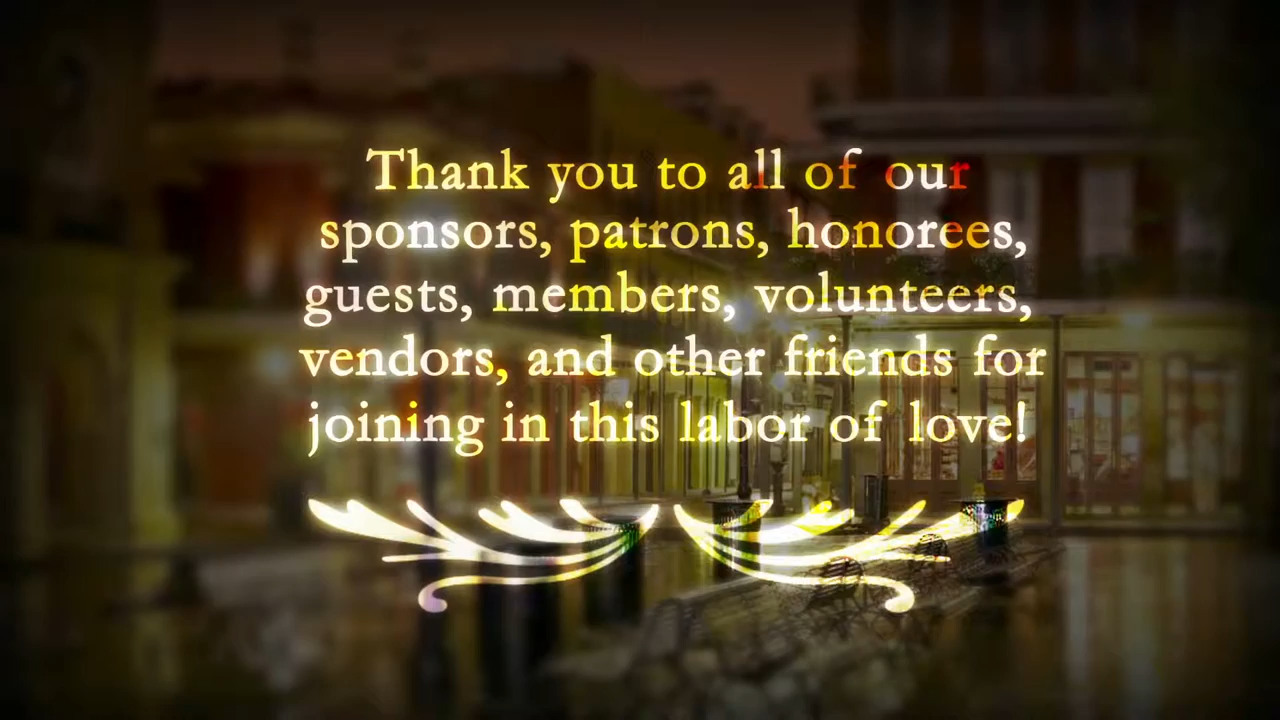 Thank you to all of our
sponsors, patrons, honorees,
guests, members, volunteers,
vendors, and other friends for
joining in this labor of love!